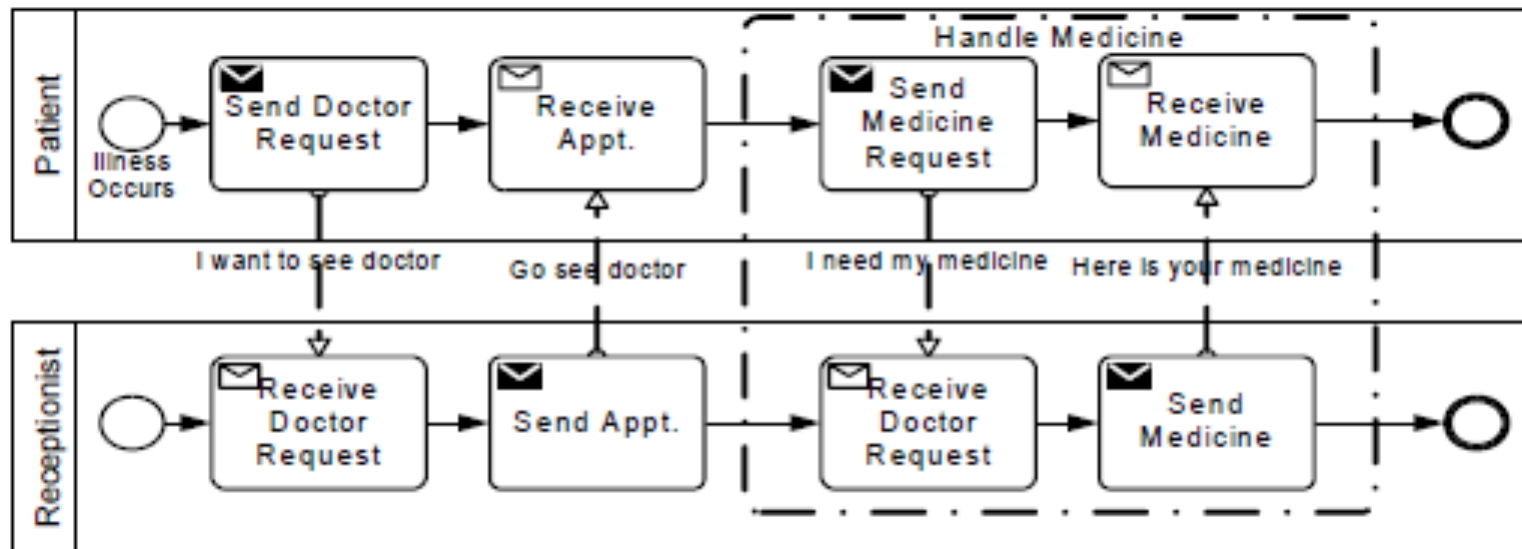 Patient
Illness
Occurs
Send Doctor
Request
Receive
Appt.
Handle Medicine
Send
Medicine
Request
Receive
Medicine
I want to see doctor
Go see doctor
I need my medicine
Here is your medicine
Receptionist
Receive
Doctor
Request
Send Appt.
Receive
Doctor
Request
Send
Medicine